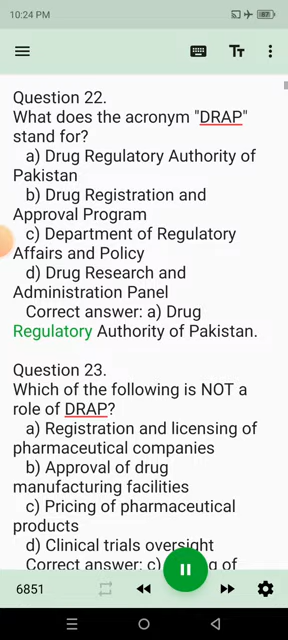 10:24 PM
Question 22.
What does the acronym "DRAP"
stand for?
a) Drug Regulatory Authority of
Pakistan
b) Drug Registration and
Approval Program
c) Department of Regulatory
Affairs and Policy
d) Drug Research and
Administration Panel
Correct answer: a) Drug
Regulatory Authority of Pakistan.
Question 23.
Which of the following is NOT a
role of DRAP?
a) Registration and licensing of
pharmaceutical companies
b) Approval of drug
manufacturing facilities
c) Pricing of pharmaceutical
products
d) Clinical trials oversight
Correct answer: c) g of
6851